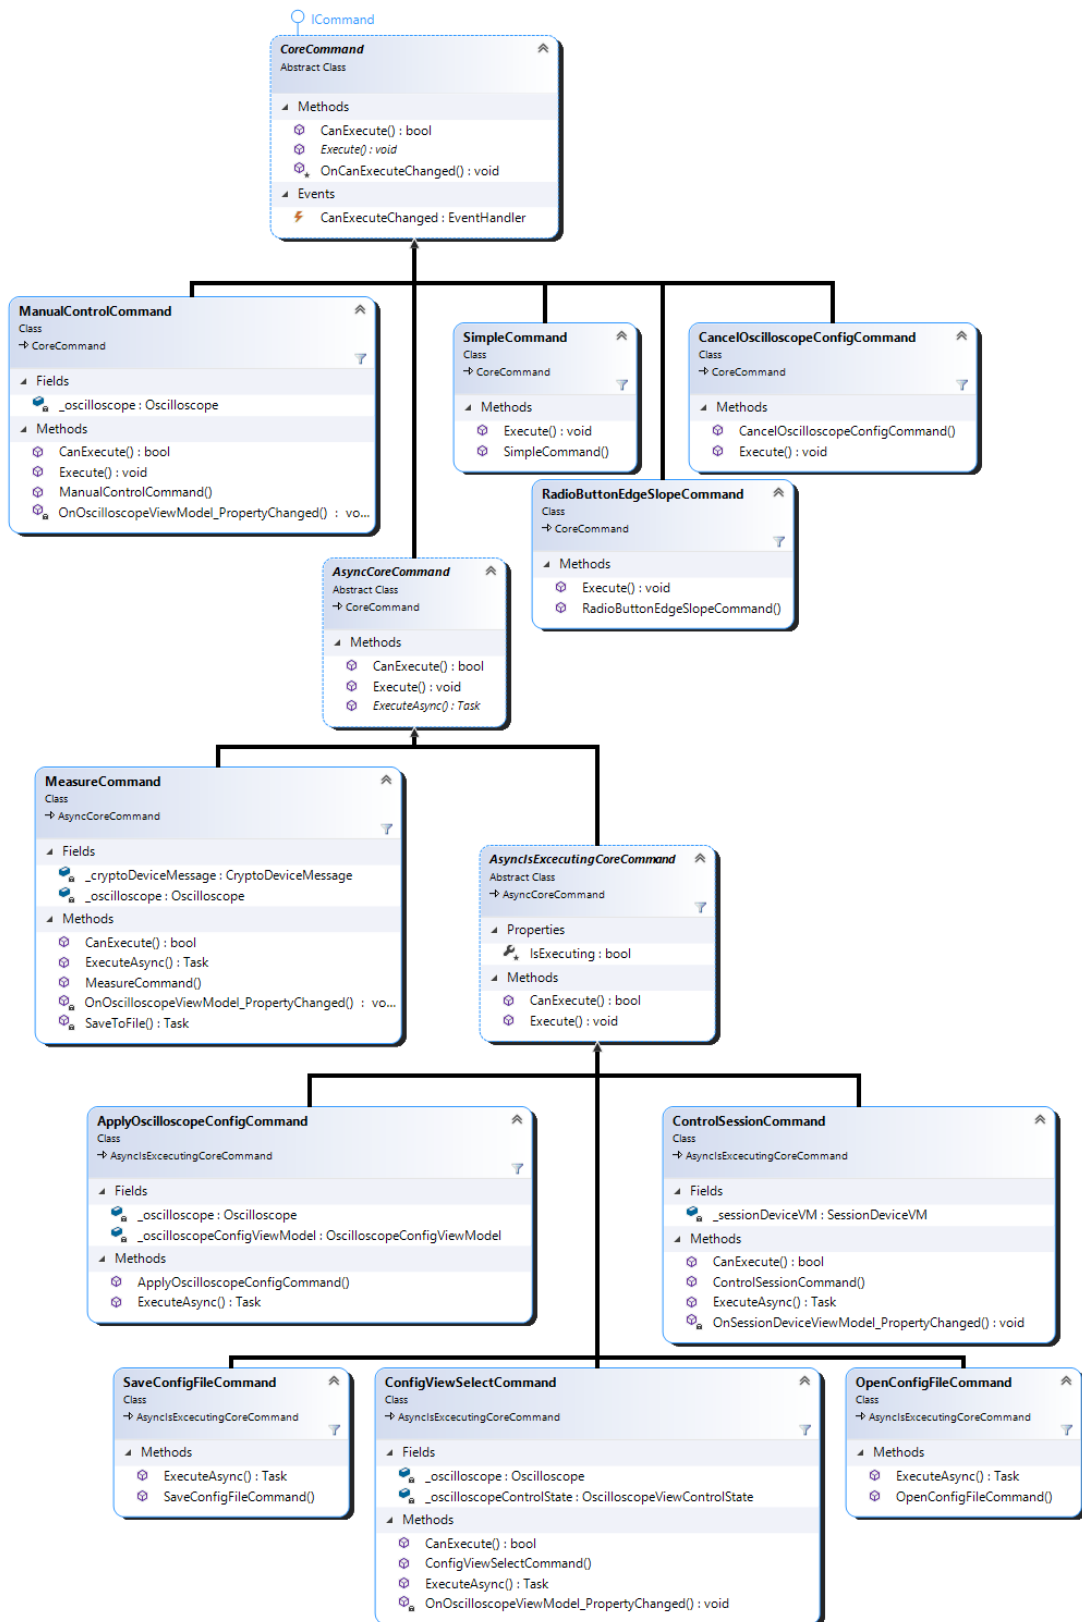 ICommand
CoreCommand
Abstract Class
Methods
CanExecute() : bool
Execute() : void
OnCanExecuteChanged() : void
Events
CanExecuteChanged : EventHandler
ManualControlCommand
Class
CoreCommand
Fields
_oscilloscope : Oscilloscope
Methods
CanExecute() : bool
Execute() : void
ManualControlCommand()
OnOscilloscopeViewModel_PropertyChanged() : vo...
SimpleCommand
Class
CoreCommand
Methods
Execute() : void
SimpleCommand()
CancelOscilloscopeConfigCommand
Class
CoreCommand
Methods
CancelOscilloscopeConfigCommand()
Execute() : void
RadioButtonEdgeSlopeCommand
Class
CoreCommand
Methods
Execute() : void
RadioButtonEdgeSlopeCommand()
AsyncCoreCommand
Abstract Class
CoreCommand
Methods
CanExecute() : bool
Execute() : void
ExecuteAsync() : Task
MeasureCommand
Class
AsyncCoreCommand
Fields
_cryptoDeviceMessage : CryptoDeviceMessage
_oscilloscope : Oscilloscope
Methods
CanExecute() : bool
ExecuteAsync() : Task
MeasureCommand()
OnOscilloscopeViewModel_PropertyChanged() : vo...
SaveToFile() : Task
AsyncIsExcecutingCoreCommand
Abstract Class
AsyncCoreCommand
Properties
IsExecuting : bool
Methods
CanExecute() : bool
Execute() : void
ApplyOscilloscopeConfigCommand
Class
AsyncIsExcecutingCoreCommand
Fields
_oscilloscope : Oscilloscope
_oscilloscopeConfigViewModel : OscilloscopeConfigViewModel
Methods
ApplyOscilloscopeConfigCommand()
ExecuteAsync() : Task
ControlSessionCommand
Class
AsyncIsExcecutingCoreCommand
Fields
_sessionDeviceVM : SessionDeviceVM
Methods
CanExecute() : bool
ControlSessionCommand()
ExecuteAsync() : Task
OnSessionDeviceViewModel_PropertyChanged() : void
SaveConfigFileCommand
Class
AsyncIsExcecutingCoreCommand
Methods
ExecuteAsync() : Task
SaveConfigFileCommand()
ConfigViewSelectCommand
Class
AsyncIsExcecutingCoreCommand
Fields
_oscilloscope : Oscilloscope
_oscilloscopeControlState : OscilloscopeViewControlState
Methods
CanExecute() : bool
ConfigViewSelectCommand()
ExecuteAsync() : Task
OnOscilloscopeViewModel_PropertyChanged() : void
OpenConfigFileCommand
Class
AsyncIsExcecutingCoreCommand
Methods
ExecuteAsync() : Task
OpenConfigFileCommand()